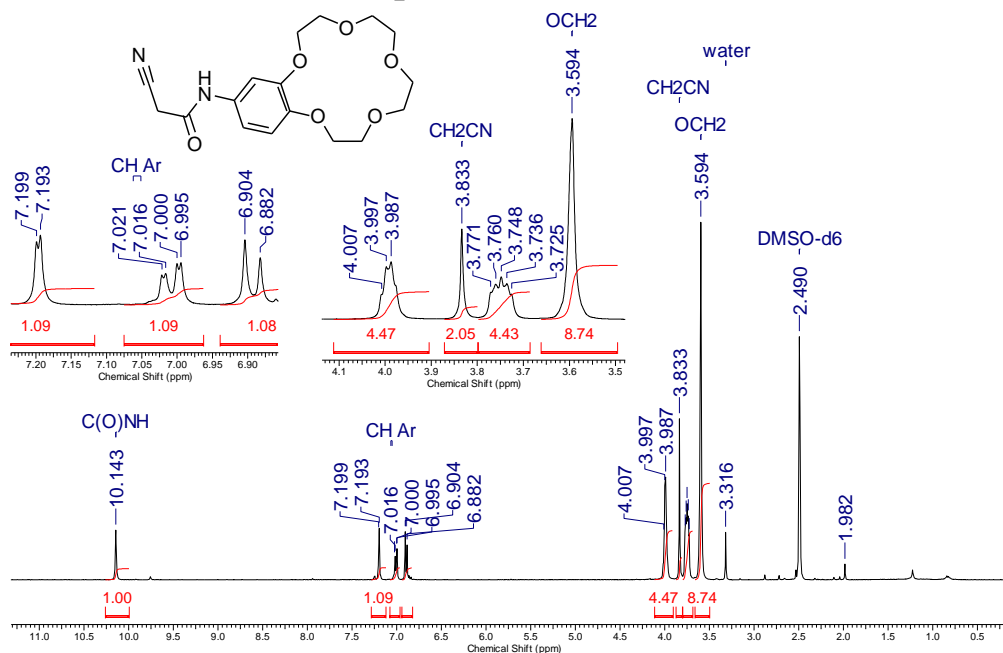 OCH2
3.594
water
N
H
N
O
O
O
O
O
O
CH2CN
3.833
CH2CN
OCH2
3.594
CH Ar
7.199
7.193
7.021
7.016
7.000
6.995
6.904
6.882
4.007
3.997
3.987
3.771
3.760
3.748
3.736
3.725
DMSO-d6
2.490
1.09
1.09
1.08
4.47
2.05
4.43
8.74
7.20 7.15 7.10 7.05 7.00 6.95 6.90
Chemical Shift (ppm)
4.1 4.0 3.9 3.8 3.7 3.6 3.5
Chemical Shift (ppm)
C(O)NH
10.143
CH Ar
7.199
7.193
7.016
7.000
6.995
6.904
6.882
4.007
3.997
3.987
3.833
3.316
1.982
1.00
1.09
4.47
8.74
11.0 10.5 10.0 9.5 9.0 8.5 8.0 7.5 7.0 6.5 6.0 5.5 5.0 4.5 4.0 3.5 3.0 2.5 2.0 1.5 1.0 0.5
Chemical Shift (ppm)